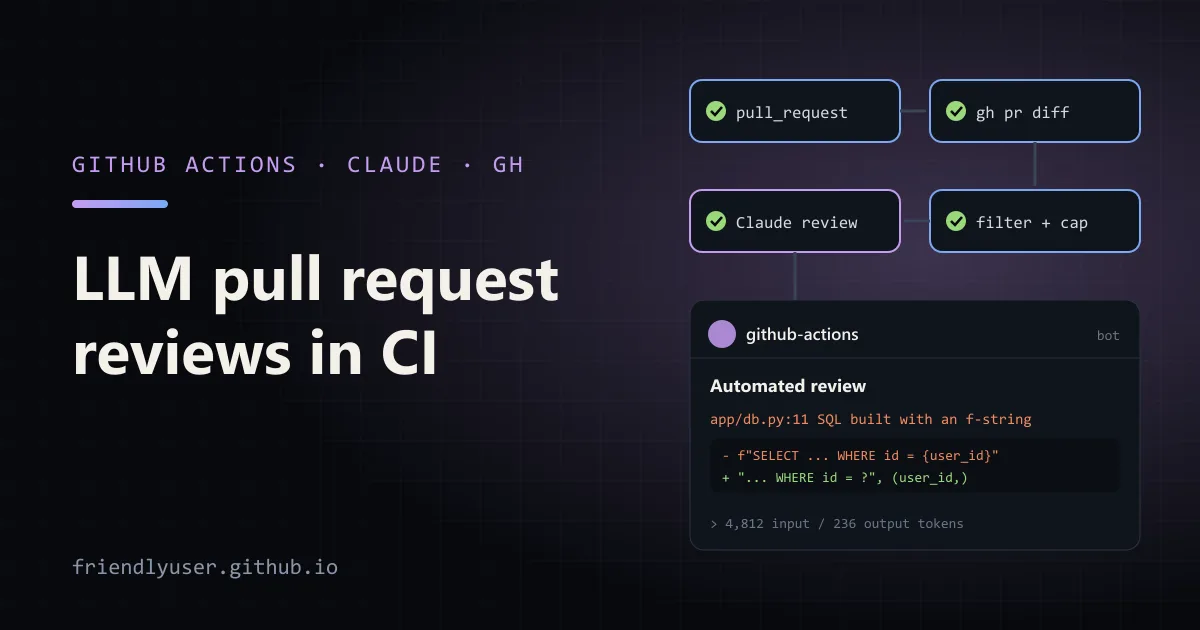 GITHUB ACTIONS · CLAUDE · GH
LLM pull request
reviews in CI
friendlyuser.github.io
pull_request
gh pr diff
Claude review
filter + cap
github-actions
bot
Automated review
app/db.py:11 SQL built with an f-string
- f"SELECT ... WHERE id = {user_id}"
+ "... WHERE id = ?", (user_id,)
> 4,812 input / 236 output tokens